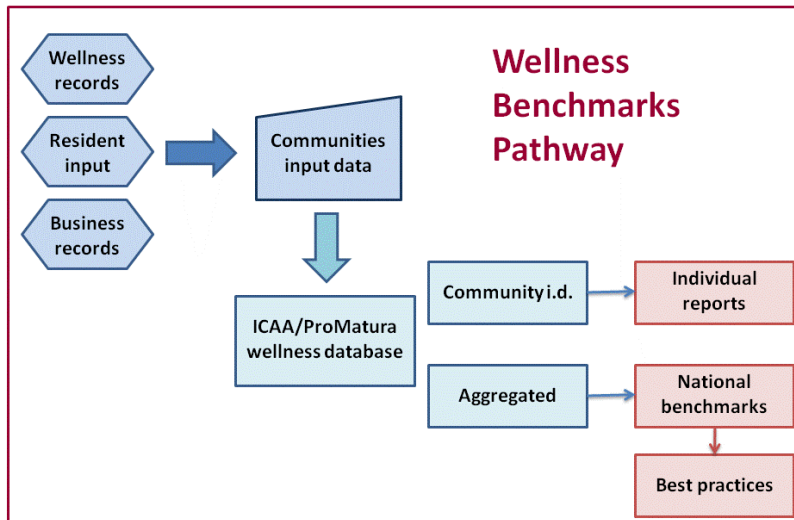 Wellness
records
Resident
input
Business
records
Communities
input data
ICAA/ProMatura
wellness database
Wellness
Benchmarks
Pathway
Community i.d.
Individual
reports
Aggregated
National
benchmarks
Best practices